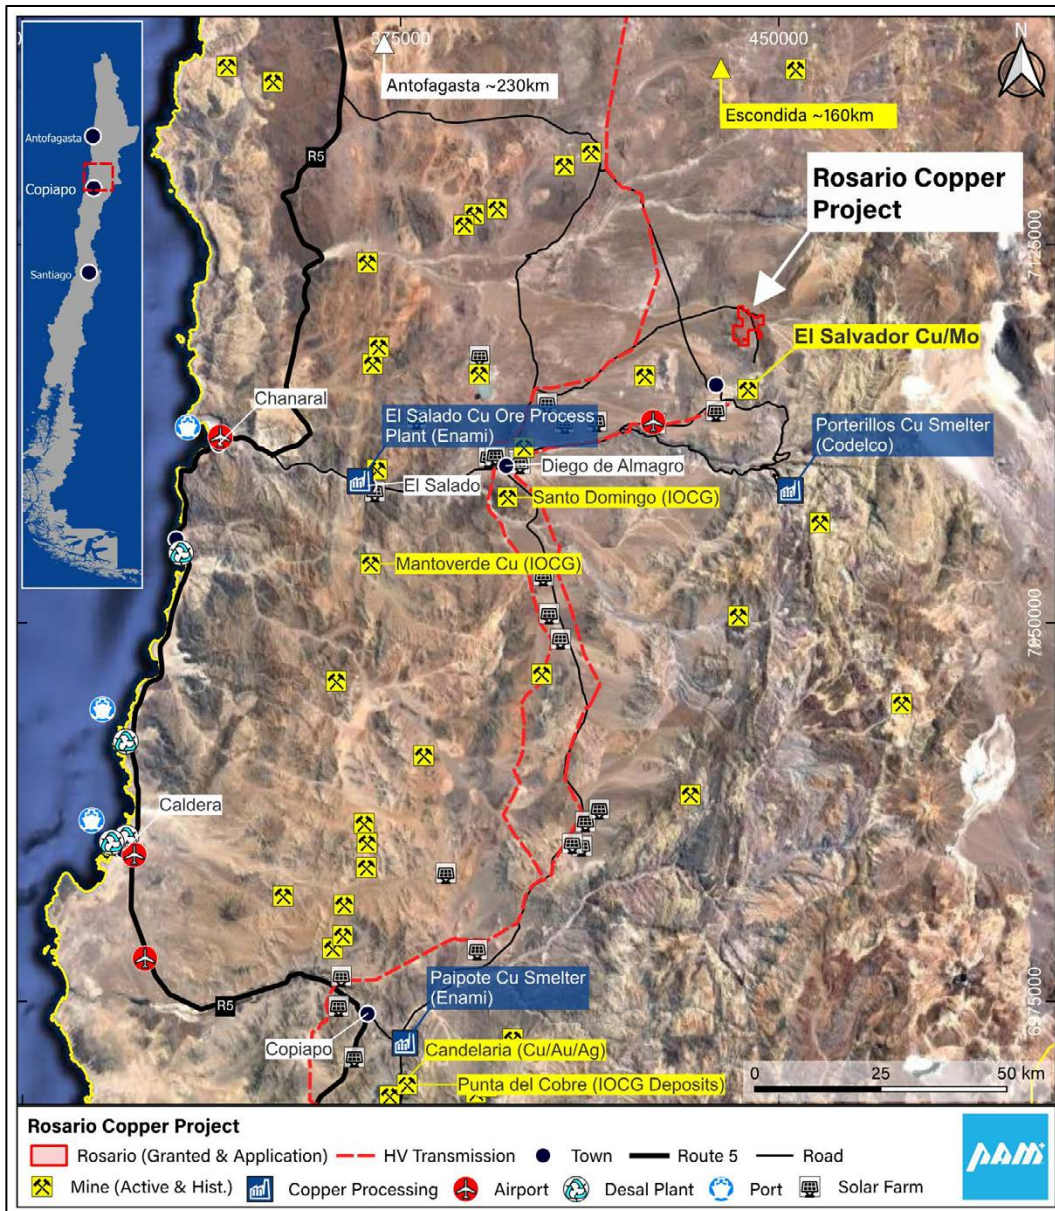 375000
450000
N
Antofagasta ~230km
Escondida ~160km
Antofagasta
Copiapo
Santiago
R5
Rosario Copper
Project
7125000
El Salvador Cu/Mo
Chanaral
El Salado Cu Ore Process
Plant (Enami)
Porterillos Cu Smelter
(Codelco)
Diego de Almagro
El Salado
Santo Domingo (IOCG)
Mantoverde Cu (IOCG)
7050000
Caldera
Paipote Cu Smelter
(Enami)
R5
6975000
Copiapo
Candelaria (Cu/Au/Ag)
Punta del Cobre (IOCG Deposits)
0 25 50 km
Rosario Copper Project
Rosario (Granted & Application) HV Transmission Town Route 5 Road
Mine (Active & Hist.) Copper Processing Airport Desal Plant Port Solar Farm
PAM+